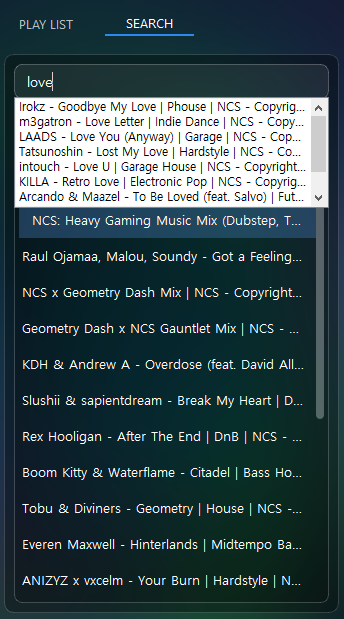 PLAY LIST
SEARCH
love
Irokz - Goodbye My Love | Phouse | NCS - Copyrig...
m3gatron - Love Letter | Indie Dance | NCS - Copy...
LAADS - Love You (Anyway) | Garage | NCS - Cop...
Tatsunoshin - Lost My Love | Hardstyle | NCS - Co...
intouch - Love U | Garage House | NCS - Copyright...
KILLA - Retro Love | Electronic Pop | NCS - Copyrig...
Arcando & Maazel - To Be Loved (feat. Salvo) | Fut...
NCS: Heavy Gaming Music Mix (Dubstep, T...
Raul Ojamaa, Malou, Soundy - Got a Feeling...
NCS x Geometry Dash Mix | NCS - Copyright...
Geometry Dash x NCS Gauntlet Mix | NCS - ...
KDH & Andrew A - Overdose (feat. David All...
Slushii & sapientdream - Break My Heart | D...
Rex Hooligan - After The End | DnB | NCS - ...
Boom Kitty & Waterflame - Citadel | Bass Ho...
Tobu & Diviners - Geometry | House | NCS -...
Everen Maxwell - Hinterlands | Midtempo Ba...
ANIZYZ x vxcelm - Your Burn | Hardstyle | N...